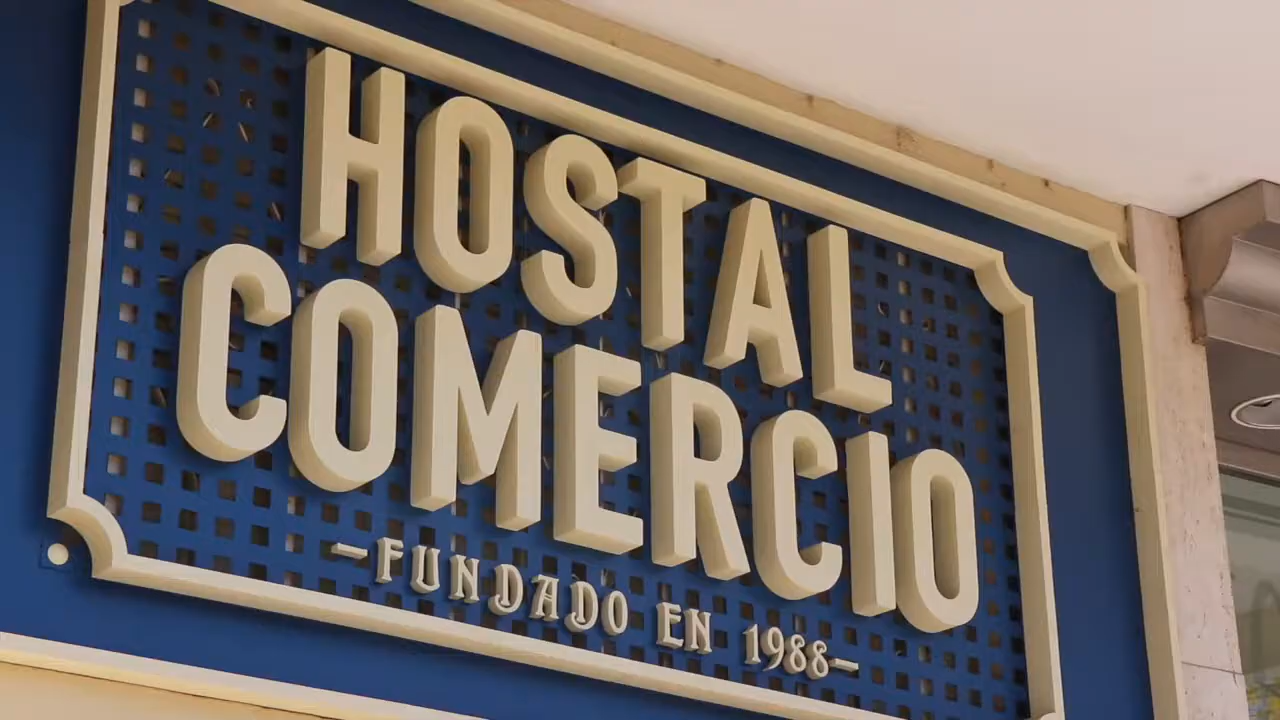 HOSTAL
COMERCIO
–FUNDADO EN 1988–